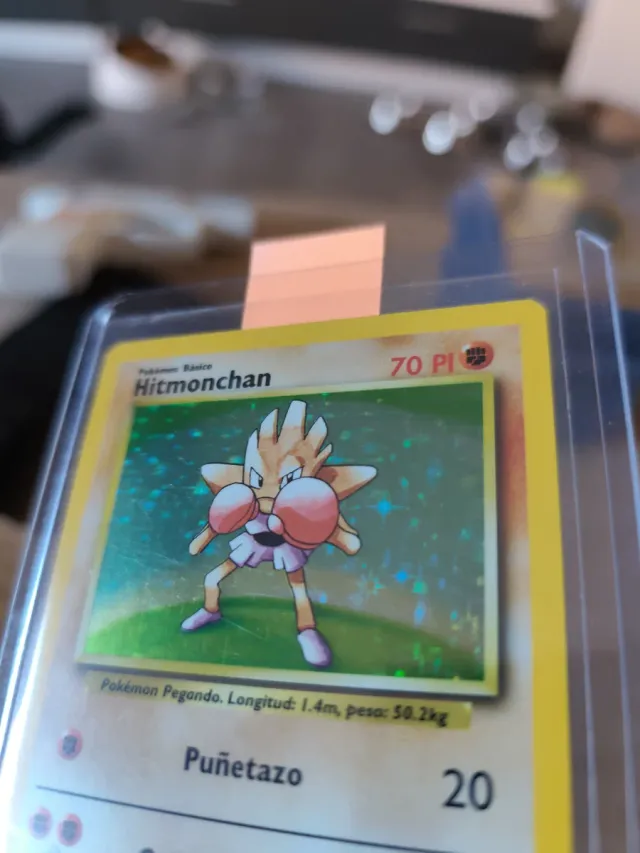 Pokémon Básico
Hitmonchan
70 PI
Pokémon Pegando. Longitud: 1.4m, peso: 50.2kg
Puñetazo 20